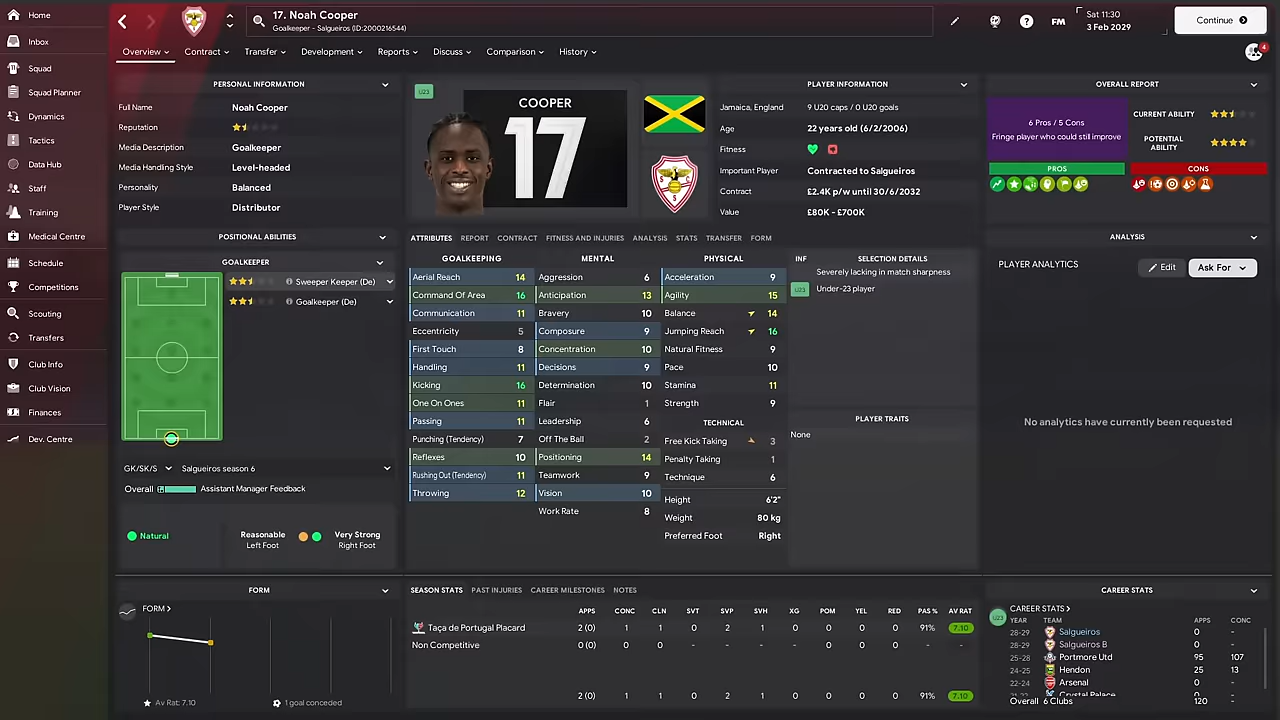 Home
Inbox
Squad
Squad Planner
Dynamics
Tactics
Data Hub
Staff
Training
Medical Centre
Schedule
Competitions
Scouting
Transfers
Club Info
Club Vision
Finances
Dev. Centre
17. Noah Cooper
Goalkeeper - Salgueiros (ID:2000216544)
FM
Sat 11:30
3 Feb 2029
Continue
4
Overview Contract Transfer Development Reports Discuss Comparison History
PERSONAL INFORMATION
Full Name Noah Cooper
Reputation
Media Description Goalkeeper
Media Handling Style Level-headed
Personality Balanced
Player Style Distributor
U23
COOPER
17
PLAYER INFORMATION
Jamaica, England 9 U20 caps / 0 U20 goals
Age 22 years old (6/2/2006)
Fitness
Important Player Contracted to Salgueiros
Contract £2.4K p/w until 30/6/2032
Value £80K - £700K
OVERALL REPORT
6 Pros / 5 Cons
Fringe player who could still improve
CURRENT ABILITY
POTENTIAL
ABILITY
PROS CONS
POSITIONAL ABILITIES
GOALKEEPER
Sweeper Keeper (De)
Goalkeeper (De)
GK/SK/S Salgueiros season 6
Overall Assistant Manager Feedback
Natural
Reasonable
Left Foot
Very Strong
Right Foot
ATTRIBUTES REPORT CONTRACT FITNESS AND INJURIES ANALYSIS STATS TRANSFER FORM
GOALKEEPING
Aerial Reach 14
Command Of Area 16
Communication 11
Eccentricity 5
First Touch 8
Handling 11
Kicking 16
One On Ones 11
Passing 11
Punching (Tendency) 7
Reflexes 10
Rushing Out (Tendency) 11
Throwing 12
MENTAL
Aggression 6
Anticipation 13
Bravery 10
Composure 9
Concentration 10
Decisions 9
Determination 10
Flair 1
Leadership 6
Off The Ball 2
Positioning 14
Teamwork 9
Vision 10
Work Rate 8
PHYSICAL
Acceleration 9
Agility 15
Balance 14
Jumping Reach 16
Natural Fitness 9
Pace 10
Stamina 11
Strength 9
TECHNICAL
Free Kick Taking 3
Penalty Taking 1
Technique 6
Height 6'2"
Weight 80 kg
Preferred Foot Right
INF SELECTION DETAILS
Severely lacking in match sharpness
U23 Under-23 player
PLAYER TRAITS
None
ANALYSIS
PLAYER ANALYTICS
Edit
Ask For
No analytics have currently been requested
FORM
FORM
Av Rat: 7.10
1 goal conceded
SEASON STATS PAST INJURIES CAREER MILESTONES NOTES
APPS CONC CLN SVT SVP SVH XG POM YEL RED PAS % AV RAT
Taça de Portugal Placard 2 (0) 1 1 0 2 1 0 0 0 0 91% 7.10
Non Competitive 0 (0) 0 0 - - - - 0 0 0 - -
2 (0) 1 1 0 2 1 0 0 0 0 91% 7.10
CAREER STATS
U23
CAREER STATS
YEAR TEAM APPS CONC
28-29 Salgueiros 0 -
28-29 Salgueiros B 0 -
25-28 Portmore Utd 95 107
24-25 Hendon 25 13
22-24 Arsenal 0 -
Crystal Palace
Overall 6 Clubs 120 -